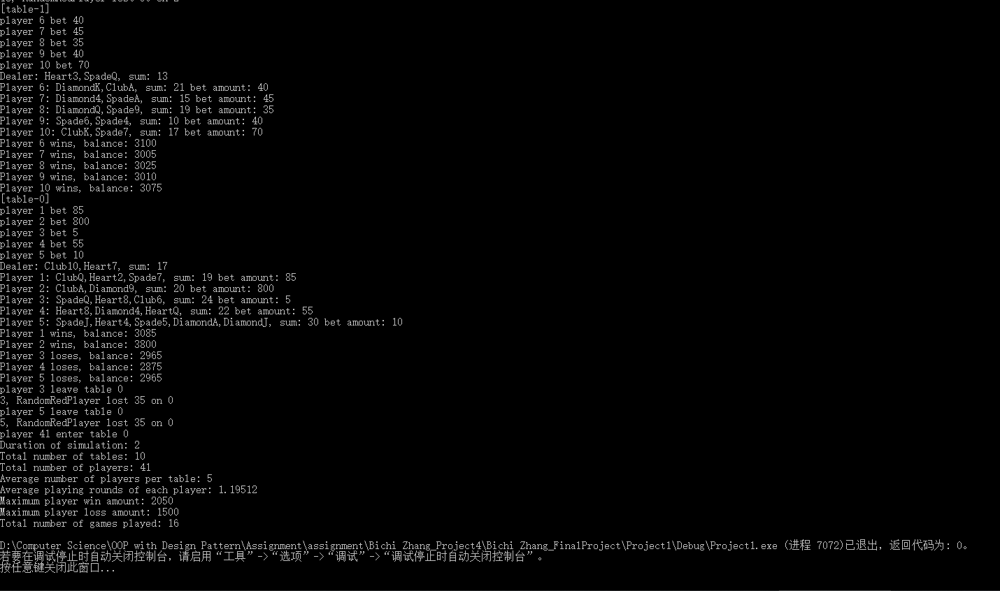 [table-1]
player 6 bet 40
player 7 bet 45
player 8 bet 35
player 9 bet 40
player 10 bet 70
Dealer: Heart3,SpadeQ, sum: 13
Player 6: DiamondK,ClubA, sum: 21 bet amount: 40
Player 7: Diamond4,SpadeA, sum: 15 bet amount: 45
Player 8: DiamondQ,Spade9, sum: 19 bet amount: 35
Player 9: Spade6,Spade4, sum: 10 bet amount: 40
Player 10: ClubK,Spade7, sum: 17 bet amount: 70
Player 6 wins, balance: 3100
Player 7 wins, balance: 3005
Player 8 wins, balance: 3025
Player 9 wins, balance: 3010
Player 10 wins, balance: 3075
[table-0]
player 1 bet 85
player 2 bet 800
player 3 bet 5
player 4 bet 55
player 5 bet 10
Dealer: Club10,Heart7, sum: 17
Player 1: ClubQ,Heart2,Spade7, sum: 19 bet amount: 85
Player 2: ClubA,Diamond9, sum: 20 bet amount: 800
Player 3: SpadeQ,Heart8,Club6, sum: 24 bet amount: 5
Player 4: Heart8,Diamond4,HeartQ, sum: 22 bet amount: 55
Player 5: SpadeJ,Heart4,Spade5,DiamondA,DiamondJ, sum: 30 bet amount: 10
Player 1 wins, balance: 3085
Player 2 wins, balance: 3800
Player 3 loses, balance: 2965
Player 4 loses, balance: 2875
Player 5 loses, balance: 2965
player 3 leave table 0
3, RandomRedPlayer lost 35 on 0
player 5 leave table 0
5, RandomRedPlayer lost 35 on 0
player 41 enter table 0
Duration of simulation: 2
Total number of tables: 10
Total number of players: 41
Average number of players per table: 5
Average playing rounds of each player: 1.19512
Maximum player win amount: 2050
Maximum player loss amount: 1500
Total number of games played: 16
D:\Computer Science\OOP with Design Pattern\Assignment\assignment\Bichi Zhang_Project4\Bichi Zhang_FinalProject\Project1\Debug\Project1.exe (进程 7072)已退出，返回代码为: 0。
若要在调试停止时自动关闭控制台，请启用“工具”->“选项”->“调试”->“调试停止时自动关闭控制台”。
按任意键关闭此窗口...